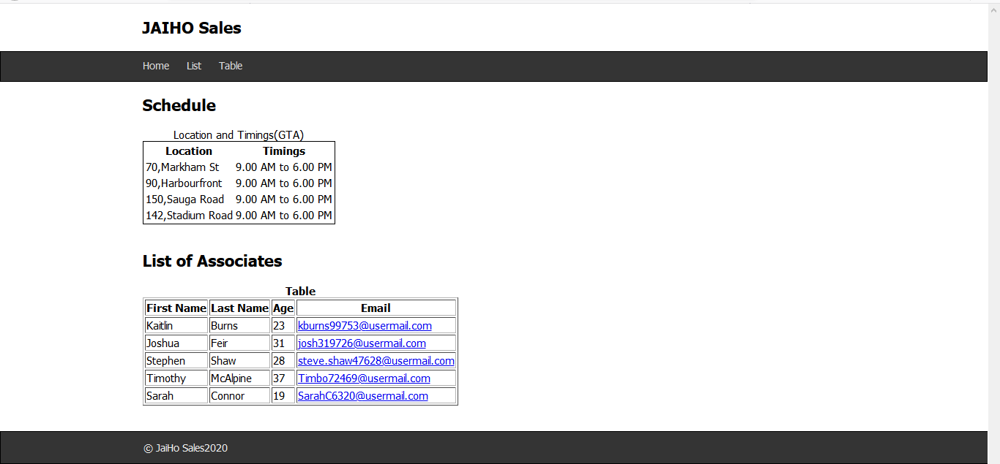 JAIHO Sales
Home List Table
Schedule
Location and Timings(GTA)
Location Timings
70,Markham St 9.00 AM to 6.00 PM
90,Harbourfront 9.00 AM to 6.00 PM
150,Sauga Road 9.00 AM to 6.00 PM
142,Stadium Road 9.00 AM to 6.00 PM
List of Associates
Table
First Name Last Name Age Email
Kaitlin Burns 23 kburns99753@usermail.com
Joshua Feir 31 josh319726@usermail.com
Stephen Shaw 28 steve.shaw47628@usermail.com
Timothy McAlpine 37 Timbo72469@usermail.com
Sarah Connor 19 SarahC6320@usermail.com
© JaiHo Sales2020